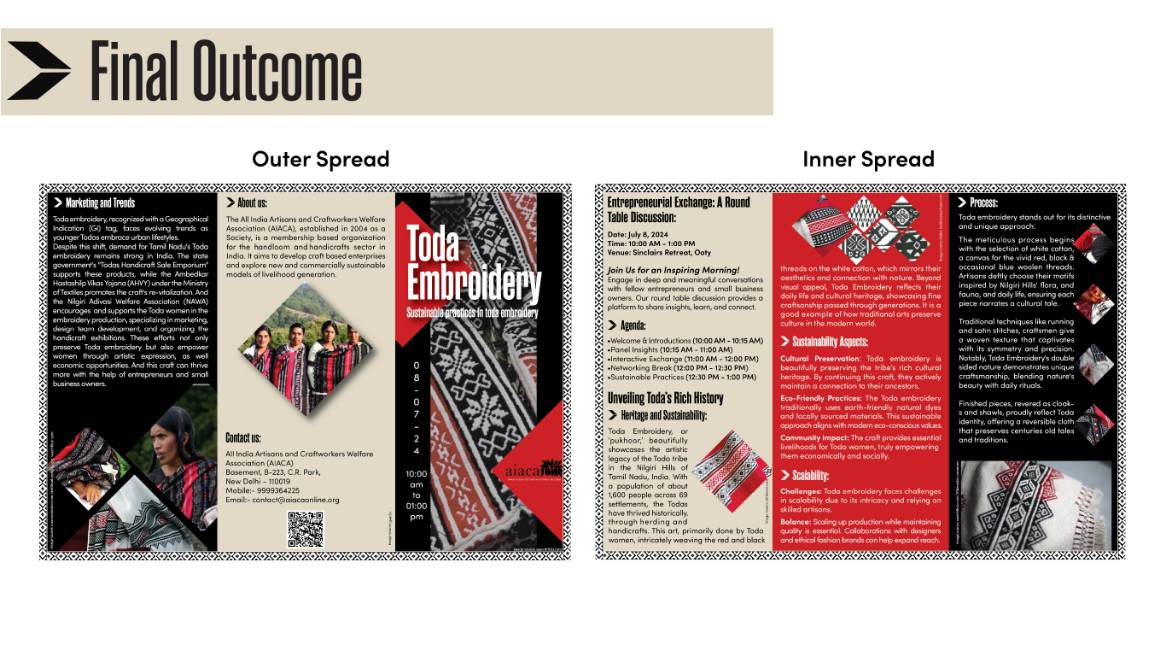 Final Outcome
Outer Spread
Inner Spread
Marketing and Trends
Toda embroidery, recognized with a Geographical
Indication (GI) tag, faces evolving trends as
younger Todas embrace urban lifestyles.
Despite this shift, demand for Tamil Nadu's Toda
embroidery remains strong in India. The state
government's "Todas Handicraft Sale Emporium"
supports these products, while the Ambedkar
Hastashilp Vikas Yojana (AHVY) under the Ministry
of Textiles promotes the craft's re-vitalization. And
the Nilgiri Adivasi Welfare Association (NAWA)
encourages and supports the Toda women in the
embroidery production, specializing in marketing,
design team development, and organizing the
handicraft exhibitions. These efforts not only
preserve Toda embroidery but also empower
women through artistic expression, as well
economic opportunities. And this craft can thrive
more with the help of entrepreneurs and small
business owners.
About us:
The All India Artisans and Craftworkers Welfare
Association (AIACA), established in 2004 as a
Society, is a membership based organization
for the handloom and handicrafts sector in
India. It aims to develop craft based entreprises
and explore new and commercially sustainable
models of livelihood generation.
Contact us:
All India Artisans and Craftworkers Welfare
Association (AIACA)
Basement, B-223, C.R. Park,
New Delhi – 110019
Mobile:- 9999364225
Email:- contact@aiacaonline.org
Toda
Embroidery
Sustainable practices in toda embroidery
0
8
-
0
7
-
2
4
10:00
am
to
01:00
pm
aiaca
Entrepreneurial Exchange: A Round
Table Discussion:
Date: July 8, 2024
Time: 10:00 AM - 1:00 PM
Venue: Sinclairs Retreat, Ooty
Join Us for an Inspiring Morning!
Engage in deep and meaningful conversations
with fellow entrepreneurs and small business
owners. Our round table discussion provides a
platform to share insights, learn, and connect.
Agenda:
•Welcome & Introductions (10:00 AM - 10:15 AM)
•Panel Insights (10:15 AM - 11:00 AM)
•Interactive Exchange (11:00 AM - 12:00 PM)
•Networking Break (12:00 PM - 12:30 PM)
•Sustainable Practices (12:30 PM - 1:00 PM)
Unveiling Toda's Rich History
Heritage and Sustainability:
Toda Embroidery, or
'pukhoor,' beautifully
showcases the artistic
legacy of the Toda tribe
in the Nilgiri Hills of
Tamil Nadu, India. With
a population of about
1,600 people across 69
settlements, the Todas
have thrived historically,
through herding and
handicrafts. This art, primarily done by Toda
women, intricately weaving the red and black
threads on the white cotton, which mirrors their
aesthetics and connection with nature. Beyond
visual appeal, Toda Embroidery reflects their
daily life and cultural heritage, showcasing fine
craftsanship passed through generations. It is a
good example of how traditional arts preserve
culture in the modern world.
Sustainability Aspects:
Cultural Preservation: Toda embroidery is
beautifully preserving the tribe's rich cultural
heritage. By continuing this craft, they actively
maintain a connection to their ancestors.
Eco-Friendly Practices: The Toda embroidery
traditionally uses earth-friendly natural dyes
and locally sourced materials. This sustainable
approach aligns with modern eco-conscious values.
Community Impact: The craft provides essential
livelihoods for Toda women, truly empowering
them economically and socially.
Scalability:
Challenges: Toda embroidery faces challenges
in scalability due to its intricacy and relying on
skilled artisans.
Balance: Scaling up production while maintaining
quality is essential. Collaborations with designers
and ethical fashion brands can help expand reach.
Process:
Toda embroidery stands out for its distinctive
and unique approach:
The meticulous process begins
with the selection of white cotton,
a canvas for the vivid red, black &
occasional blue woolen threads.
Artisans deftly choose their motifs
inspired by Nilgiri Hills' flora, and
fauna, and daily life, ensuring each
piece narrates a cultural tale.
Traditional techniques like running
and satin stitches, craftsmen give
a woven texture that captivates
with its symmetry and precision.
Notably, Toda Embroidery's double
sided nature demonstrates unique
craftsmanship, blending nature's
beauty with daily rituals.
Finished pieces, revered as cloak-
s and shawls, proudly reflect Toda
identity, offering a reversible cloth
that preserves centuries old tales
and traditions.